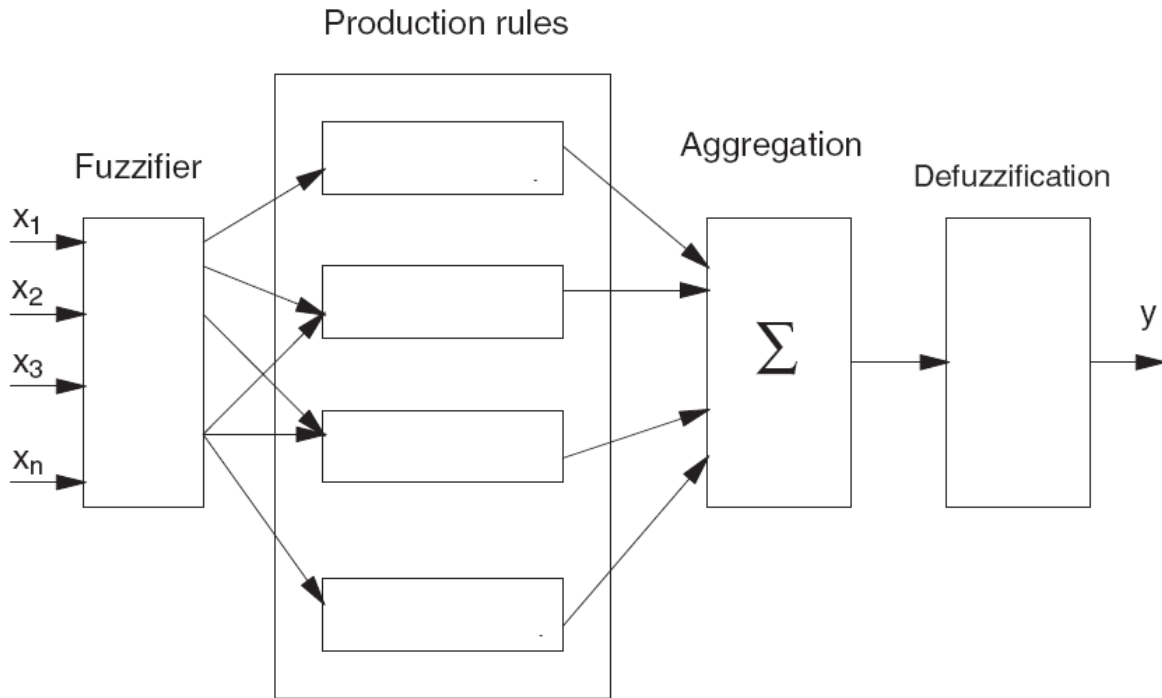 Production rules
Fuzzifier
Aggregation
Defuzzification
x1
x2
x3
xn
Σ
y